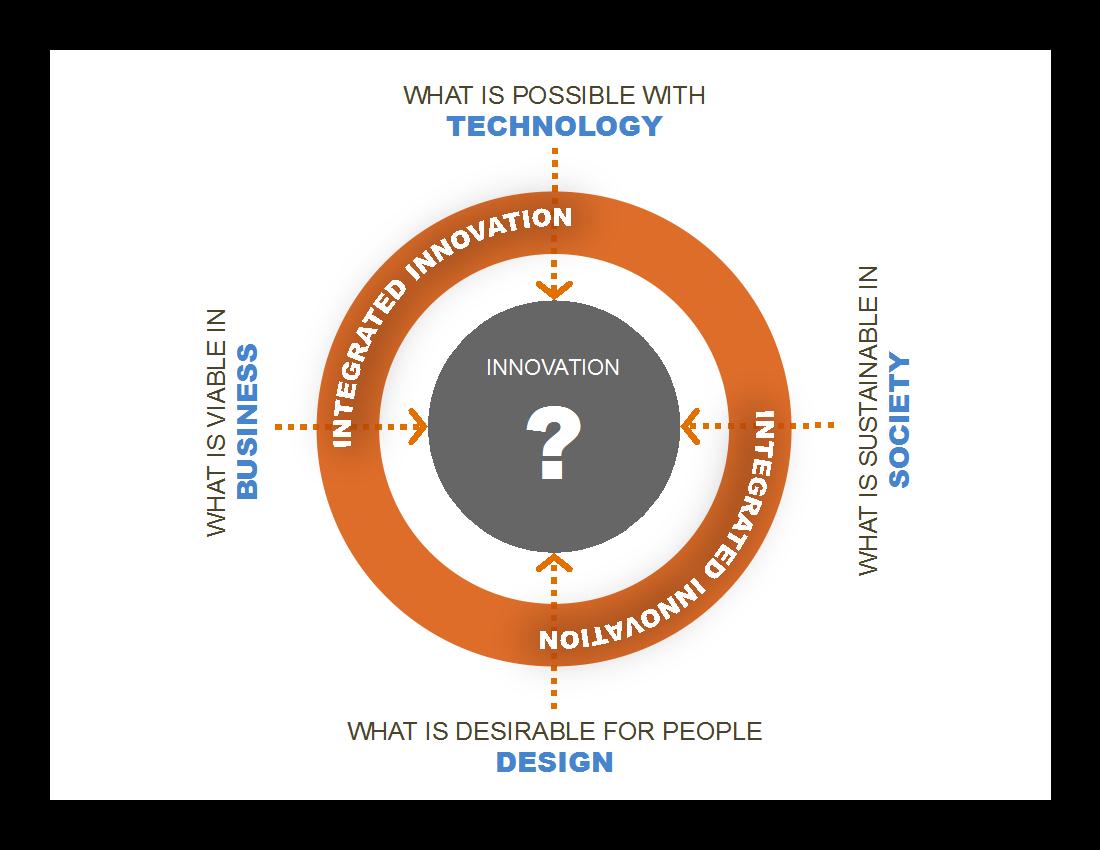 WHAT IS POSSIBLE WITH
TECHNOLOGY
INTEGRATED INNOVATION
WHAT IS VIABLE IN
BUSINESS
INNOVATION
?
WHAT IS SUSTAINABLE IN
SOCIETY
INTEGRATED INNOVATION
WHAT IS DESIRABLE FOR PEOPLE
DESIGN